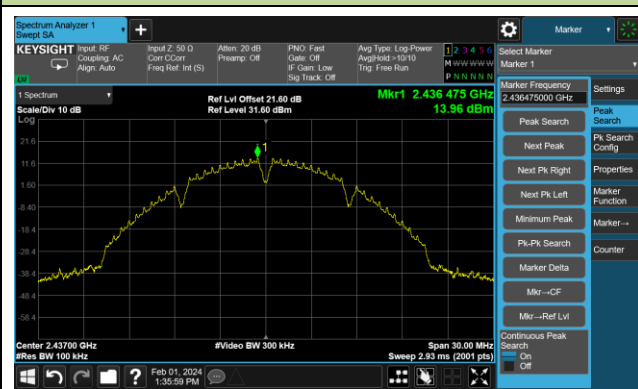 Spectrum Analyzer 1
Swept SA
+
Marker
KEYSIGHT
Input: RF
Coupling: AC
Align: Auto
Input Z: 50 Ω
Corr CCorr
Freq Ref: Int (S)
Atten: 20 dB
Preamp: Off
PNO: Fast
Gate: Off
IF Gain: Low
Sig Track: Off
Avg Type: Log-Power
Avg|Hold:>10/10
Trig: Free Run
1 2 3 4 5 6
M W W W W W
P N N N N N
LXI
Select Marker
Marker 1
1 Spectrum
Scale/Div 10 dB
Log
Ref Lvl Offset 21.60 dB
Ref Level 31.60 dBm
Mkr1 2.436 475 GHz
13.96 dBm
1
21.6
11.6
1.60
-8.40
-18.4
-28.4
-38.4
-48.4
-58.4
Center 2.43700 GHz
#Res BW 100 kHz
#Video BW 300 kHz
Span 30.00 MHz
Sweep 2.93 ms (2001 pts)
Marker Frequency
2.436475000 GHz
Peak Search
Next Peak
Next Pk Right
Next Pk Left
Minimum Peak
Pk-Pk Search
Marker Delta
Mkr→CF
Mkr→Ref Lvl
Continuous Peak
Search
On
Off
Settings
Peak
Search
Pk Search
Config
Properties
Marker
Function
Marker→
Counter
?
Feb 01, 2024
1:35:59 PM